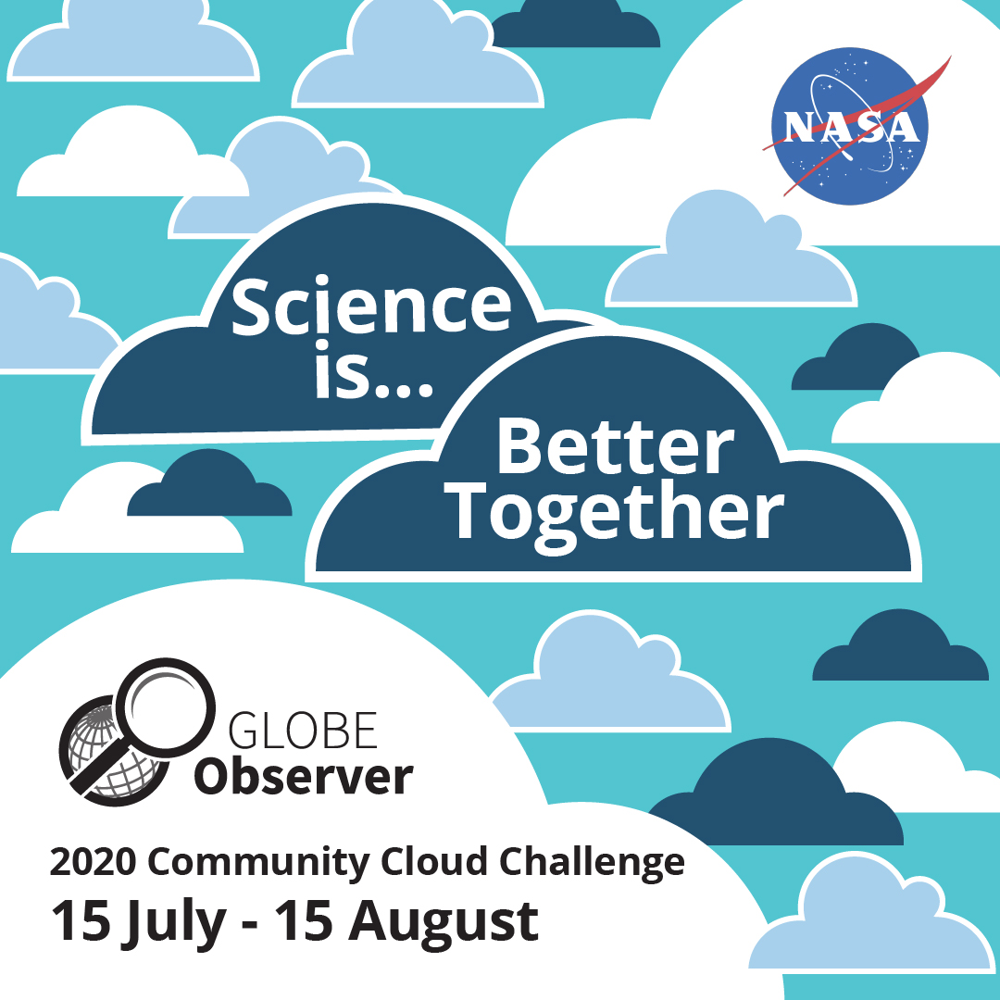 NASA
Science
is...
Better
Together
GLOBE
Observer
2020 Community Cloud Challenge
15 July - 15 August